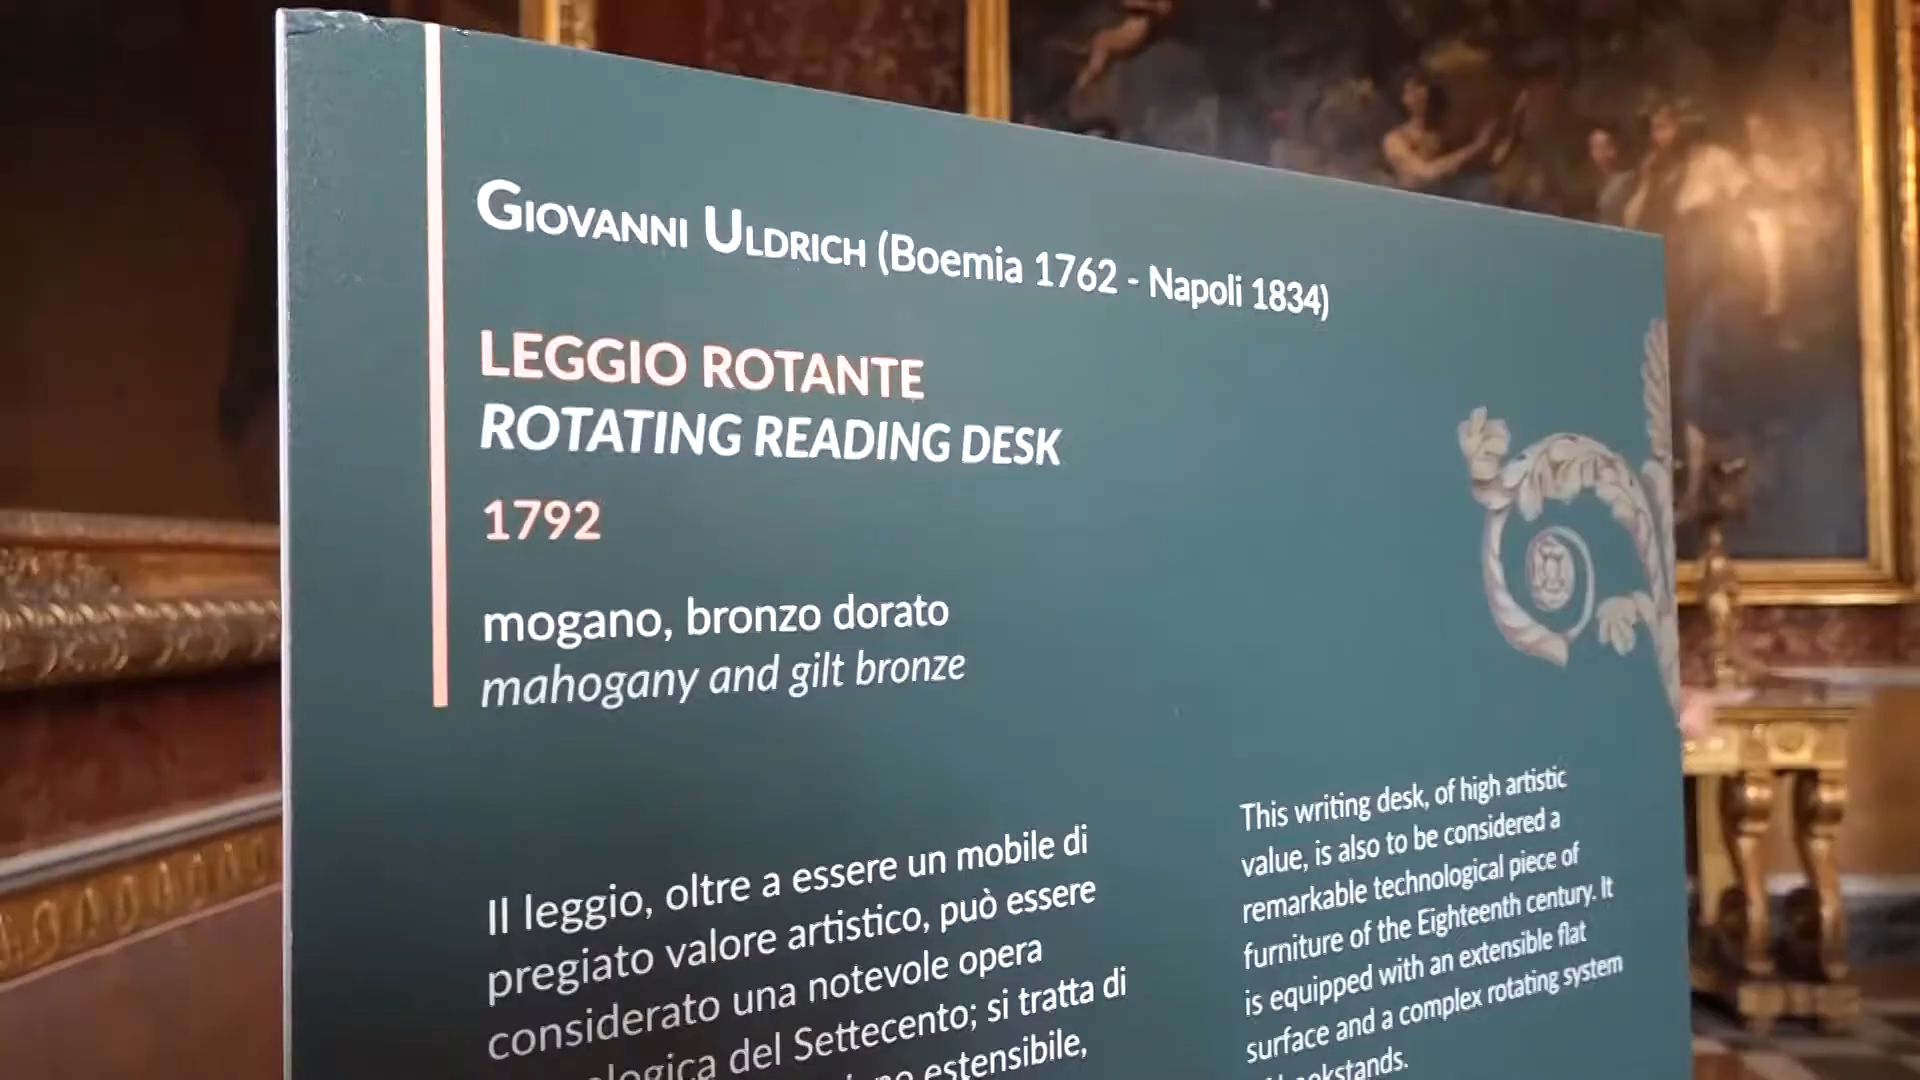 GIOVANNI ULDRICH (Boemia 1762 - Napoli 1834)
LEGGIO ROTANTE
ROTATING READING DESK
1792
mogano, bronzo dorato
mahogany and gilt bronze
Il leggio, oltre a essere un mobile di
pregiato valore artistico, può essere
considerato una notevole opera
del Settecento; si tratta di
estensibile,
This writing desk, of high artistic
value, is also to be considered a
remarkable technological piece of
furniture of the Eighteenth century. It
is equipped with an extensible flat
surface and a complex rotating system